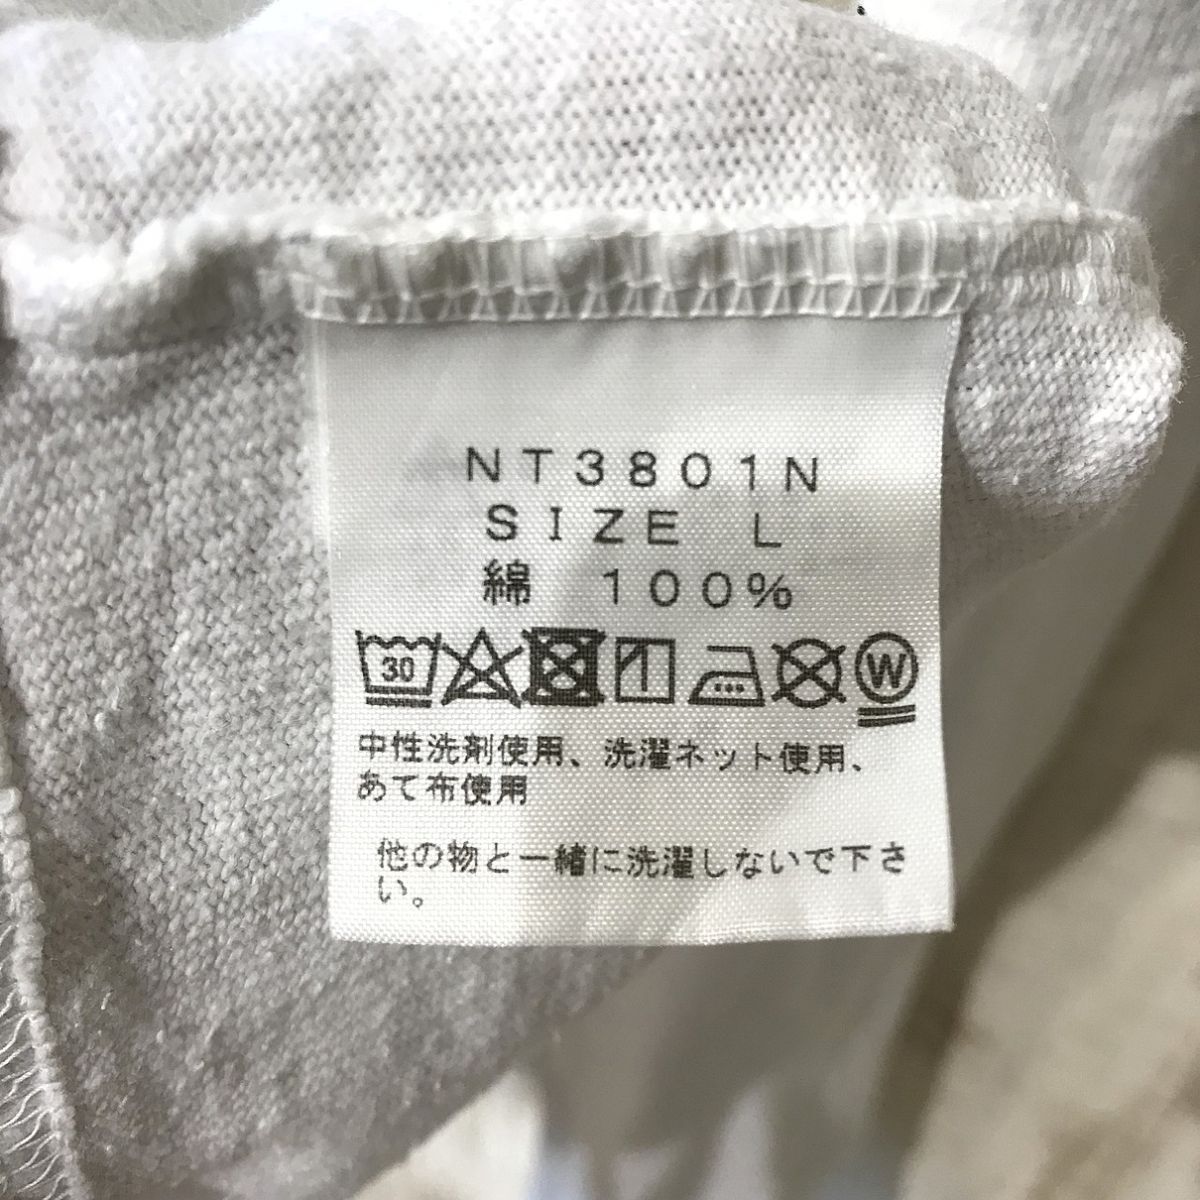 NT3801N
SIZE L
綿 100%
30 W
中性洗剤使用、洗濯ネット使用、
あて布使用
他の物と一緒に洗濯しないで下さ
い。